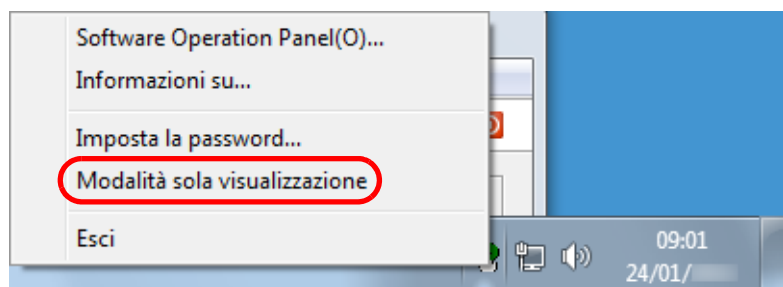 Software Operation Panel(O)...
Informazioni su...
Imposta la password...
Modalità sola visualizzazione
Esci
09:01
24/01/